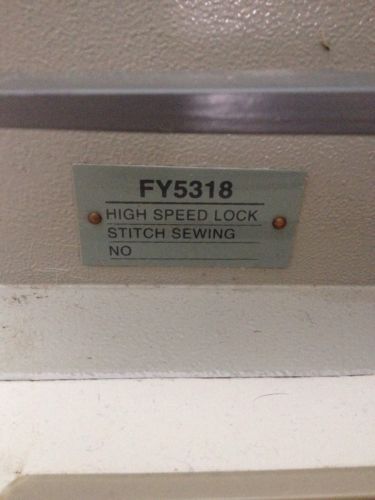 FY5318
HIGH SPEED LOCK
STITCH SEWING
NO